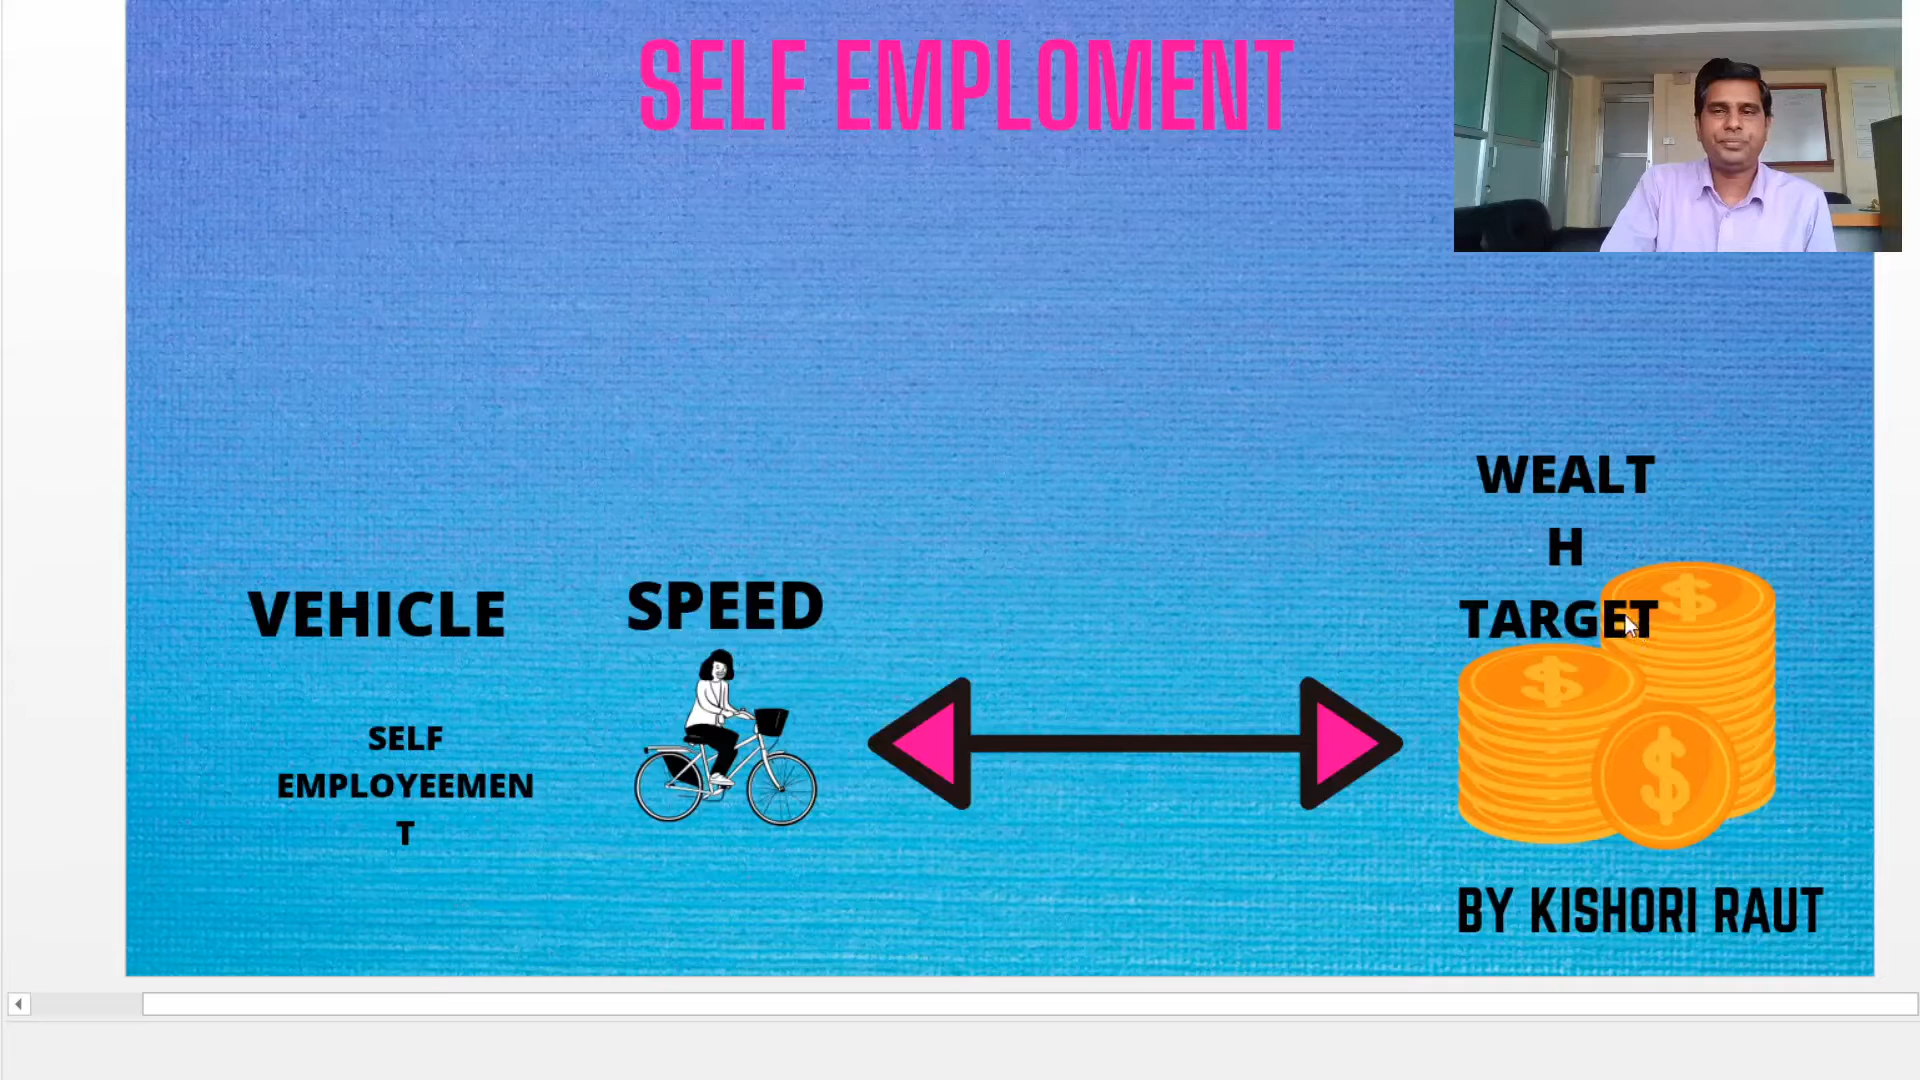 SELF EMPLOMENT
WEALT
H
TARGET
VEHICLE
SPEED
SELF
EMPLOYEEMEN
T
BY KISHORI RAUT